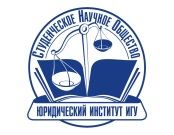 Студенческое Научное Общество
ЮРИДИЧЕСКИЙ ИНСТИТУТ ИГУ